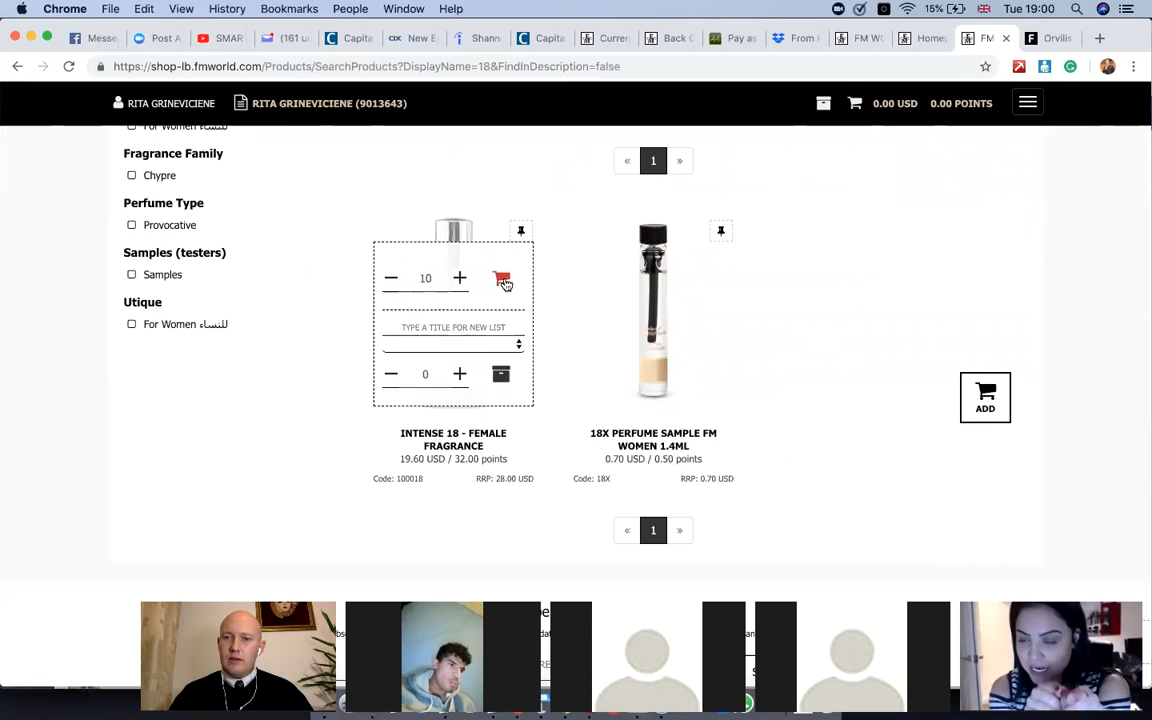 Chrome File Edit View History Bookmarks People Window Help 15% Tue 19:00
Messe Post A SMAR (161 u Capita New E Shann Capita Curren Back C Pay as From FM WO Home FM Orvilis
https://shop-lb.fmworld.com/Products/SearchProducts?DisplayName=18&FindInDescription=false
RITA GRINEVICIENE RITA GRINEVICIENE (9013643) 0.00 USD 0.00 POINTS
For Women للنساء
Fragrance Family
Chypre
Perfume Type
Provocative
Samples (testers)
Samples
Utique
For Women للنساء
« 1 »
10
TYPE A TITLE FOR NEW LIST
0
INTENSE 18 - FEMALE
FRAGRANCE
19.60 USD / 32.00 points
Code: 100018 RRP: 28.00 USD
18X PERFUME SAMPLE FM
WOMEN 1.4ML
0.70 USD / 0.50 points
Code: 18X RRP: 0.70 USD
ADD
« 1 »